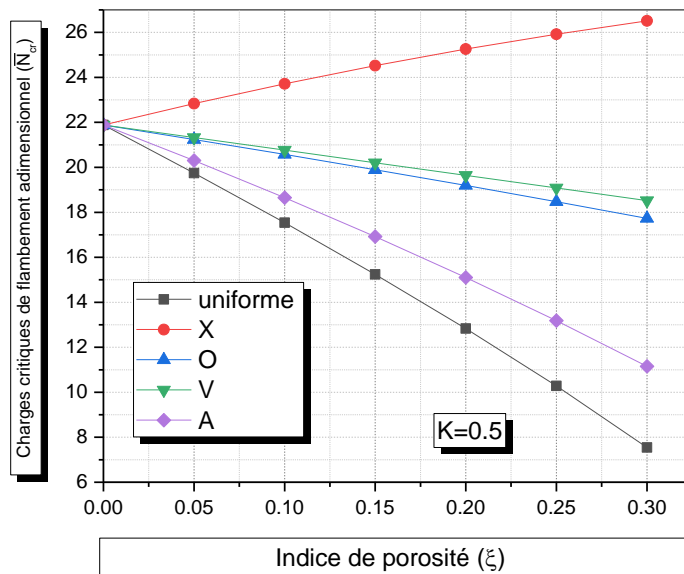 Charges critiques de flambement adimensionnel (N̅cr)
26
24
22
20
18
16
14
12
10
8
6
uniforme
X
O
V
A
K=0.5
0.00 0.05 0.10 0.15 0.20 0.25 0.30
Indice de porosité (ξ)